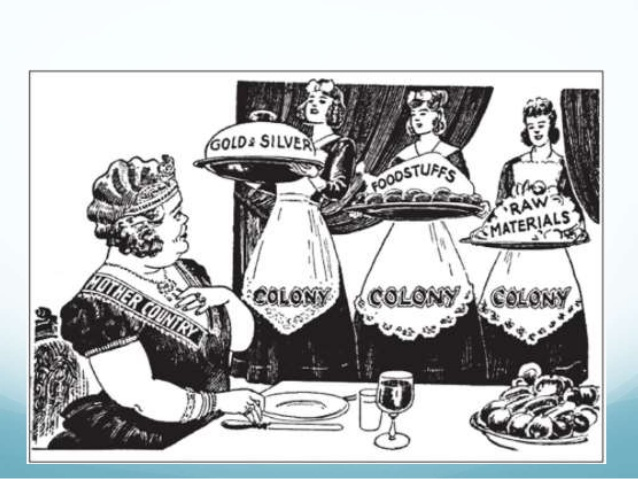 GOLD & SILVER
FOODSTUFFS
RAW
MATERIALS
MOTHER COUNTRY
COLONY
COLONY
COLONY